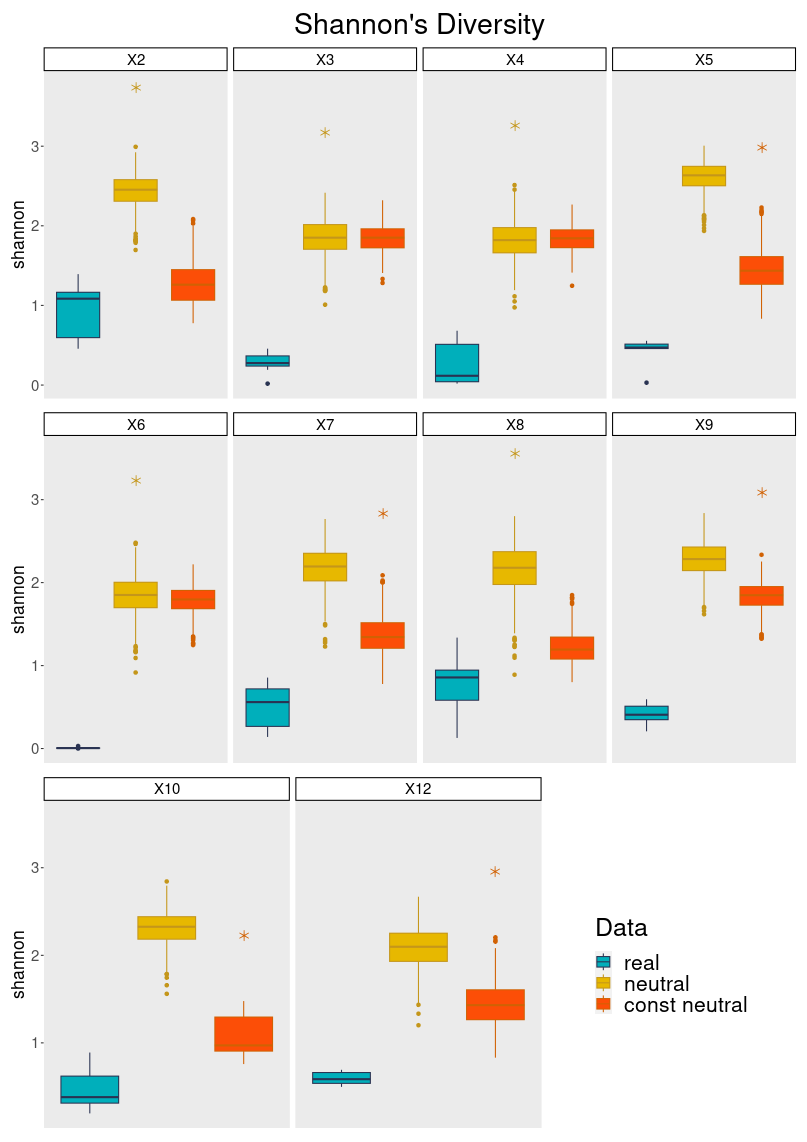 Shannon's Diversity
X2 X3 X4 X5
shannon
3
2
1
0
X6 X7 X8 X9
shannon
3
2
1
0
X10 X12
shannon
3
2
1
Data
real
neutral
const neutral